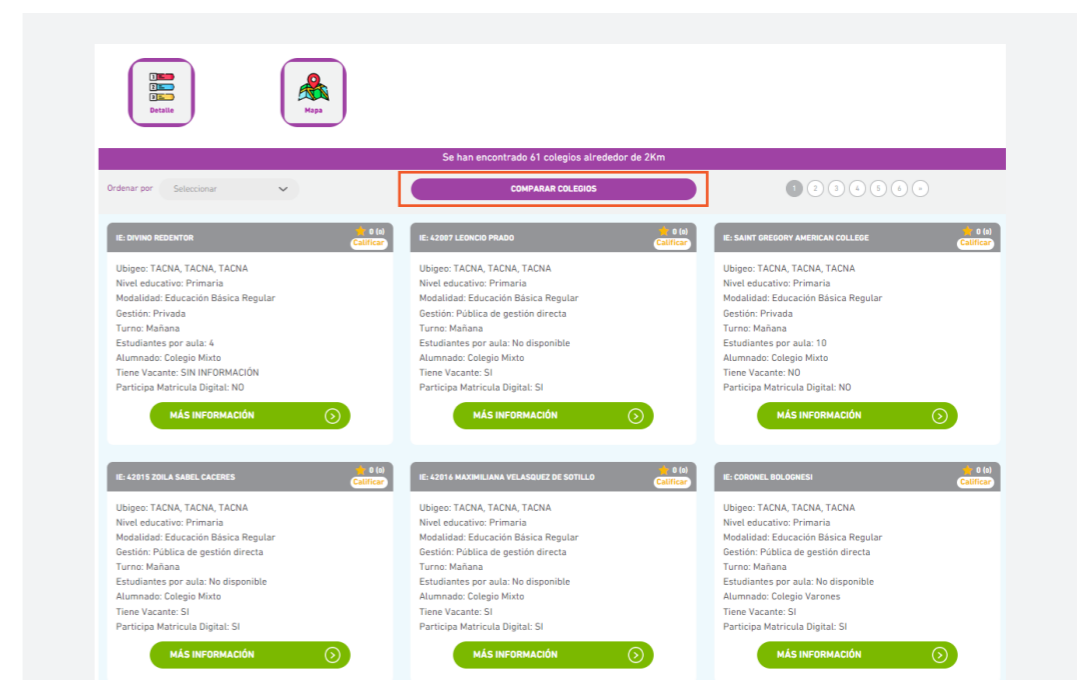 Detalle
Mapa
Se han encontrado 61 colegios alrededor de 2Km
Ordenar por Seleccionar
COMPARAR COLEGIOS
1 2 3 4 5 6 »
IE: DIVINO REDENTOR
0 (s)
Calificar
Ubigeo: TACNA, TACNA, TACNA
Nivel educativo: Primaria
Modalidad: Educación Básica Regular
Gestión: Privada
Turno: Mañana
Estudiantes por aula: 4
Alumnado: Colegio Mixto
Tiene Vacante: SIN INFORMACIÓN
Participa Matricula Digital: NO
MÁS INFORMACIÓN
IE: 42007 LEONCIO PRADO
0 (s)
Calificar
Ubigeo: TACNA, TACNA, TACNA
Nivel educativo: Primaria
Modalidad: Educación Básica Regular
Gestión: Pública de gestión directa
Turno: Mañana
Estudiantes por aula: No disponible
Alumnado: Colegio Mixto
Tiene Vacante: SI
Participa Matricula Digital: SI
MÁS INFORMACIÓN
IE: SAINT GREGORY AMERICAN COLLEGE
0 (s)
Calificar
Ubigeo: TACNA, TACNA, TACNA
Nivel educativo: Primaria
Modalidad: Educación Básica Regular
Gestión: Privada
Turno: Mañana
Estudiantes por aula: 10
Alumnado: Colegio Mixto
Tiene Vacante: NO
Participa Matricula Digital: NO
MÁS INFORMACIÓN
IE: 42015 ZOILA SABEL CACERES
0 (s)
Calificar
Ubigeo: TACNA, TACNA, TACNA
Nivel educativo: Primaria
Modalidad: Educación Básica Regular
Gestión: Pública de gestión directa
Turno: Mañana
Estudiantes por aula: No disponible
Alumnado: Colegio Mixto
Tiene Vacante: SI
Participa Matricula Digital: SI
MÁS INFORMACIÓN
IE: 42016 MAXIMILIANA VELASQUEZ DE SOTILLO
0 (s)
Calificar
Ubigeo: TACNA, TACNA, TACNA
Nivel educativo: Primaria
Modalidad: Educación Básica Regular
Gestión: Pública de gestión directa
Turno: Mañana
Estudiantes por aula: No disponible
Alumnado: Colegio Mixto
Tiene Vacante: SI
Participa Matricula Digital: SI
MÁS INFORMACIÓN
IE: CORONEL BOLOGNESI
0 (s)
Calificar
Ubigeo: TACNA, TACNA, TACNA
Nivel educativo: Primaria
Modalidad: Educación Básica Regular
Gestión: Pública de gestión directa
Turno: Mañana
Estudiantes por aula: No disponible
Alumnado: Colegio Varones
Tiene Vacante: SI
Participa Matricula Digital: SI
MÁS INFORMACIÓN